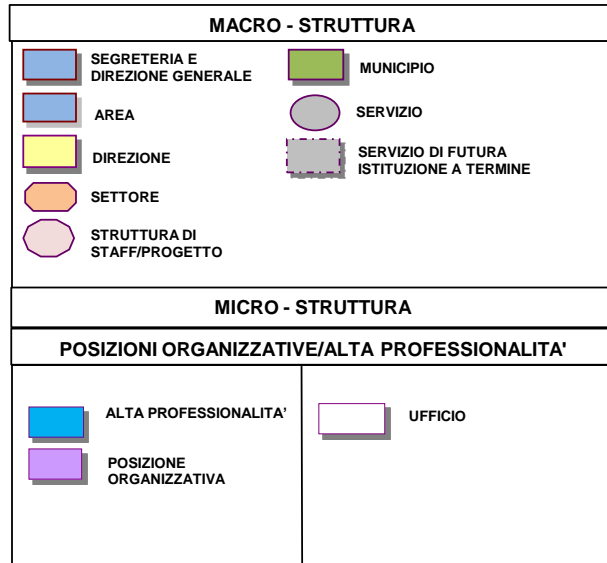 MACRO - STRUTTURA
SEGRETERIA E
DIREZIONE GENERALE
AREA
DIREZIONE
SETTORE
STRUTTURA DI
STAFF/PROGETTO
MUNICIPIO
SERVIZIO
SERVIZIO DI FUTURA
ISTITUZIONE A TERMINE
MICRO - STRUTTURA
POSIZIONI ORGANIZZATIVE/ALTA PROFESSIONALITA'
ALTA PROFESSIONALITA’
POSIZIONE
ORGANIZZATIVA
UFFICIO